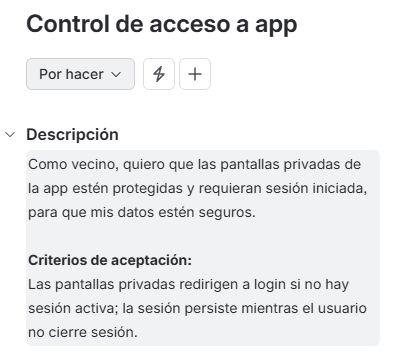 Control de acceso a app
Por hacer
Descripción
Como vecino, quiero que las pantallas privadas de
la app estén protegidas y requieran sesión iniciada,
para que mis datos estén seguros.
Criterios de aceptación:
Las pantallas privadas redirigen a login si no hay
sesión activa; la sesión persiste mientras el usuario
no cierre sesión.